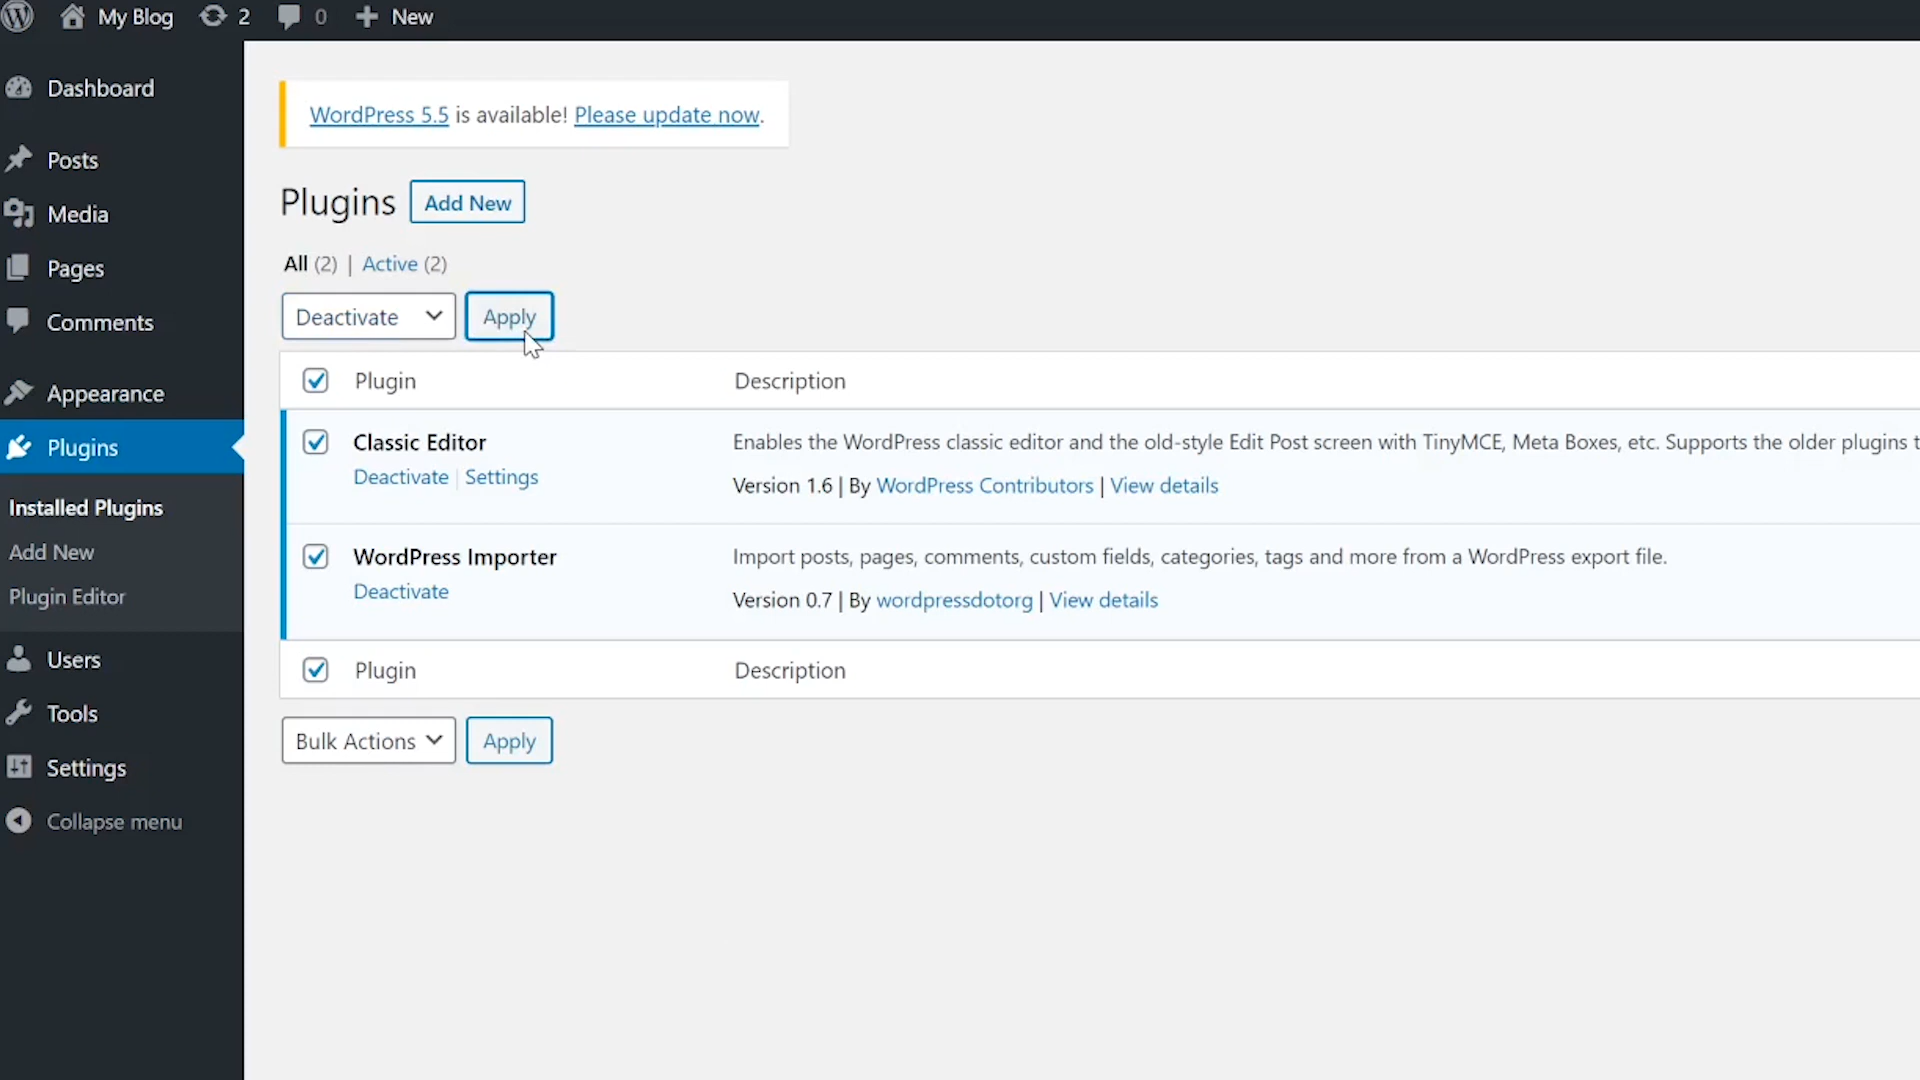 My Blog 2 0 New
Dashboard
Posts
Media
Pages
Comments
Appearance
Plugins
Installed Plugins
Add New
Plugin Editor
Users
Tools
Settings
Collapse menu
WordPress 5.5 is available! Please update now.
Plugins Add New
All (2) | Active (2)
Deactivate Apply
Plugin Description
Classic Editor Enables the WordPress classic editor and the old-style Edit Post screen with TinyMCE, Meta Boxes, etc. Supports the older plugins t
Deactivate | Settings
Version 1.6 | By WordPress Contributors | View details
WordPress Importer Import posts, pages, comments, custom fields, categories, tags and more from a WordPress export file.
Deactivate
Version 0.7 | By wordpressdotorg | View details
Plugin Description
Bulk Actions Apply